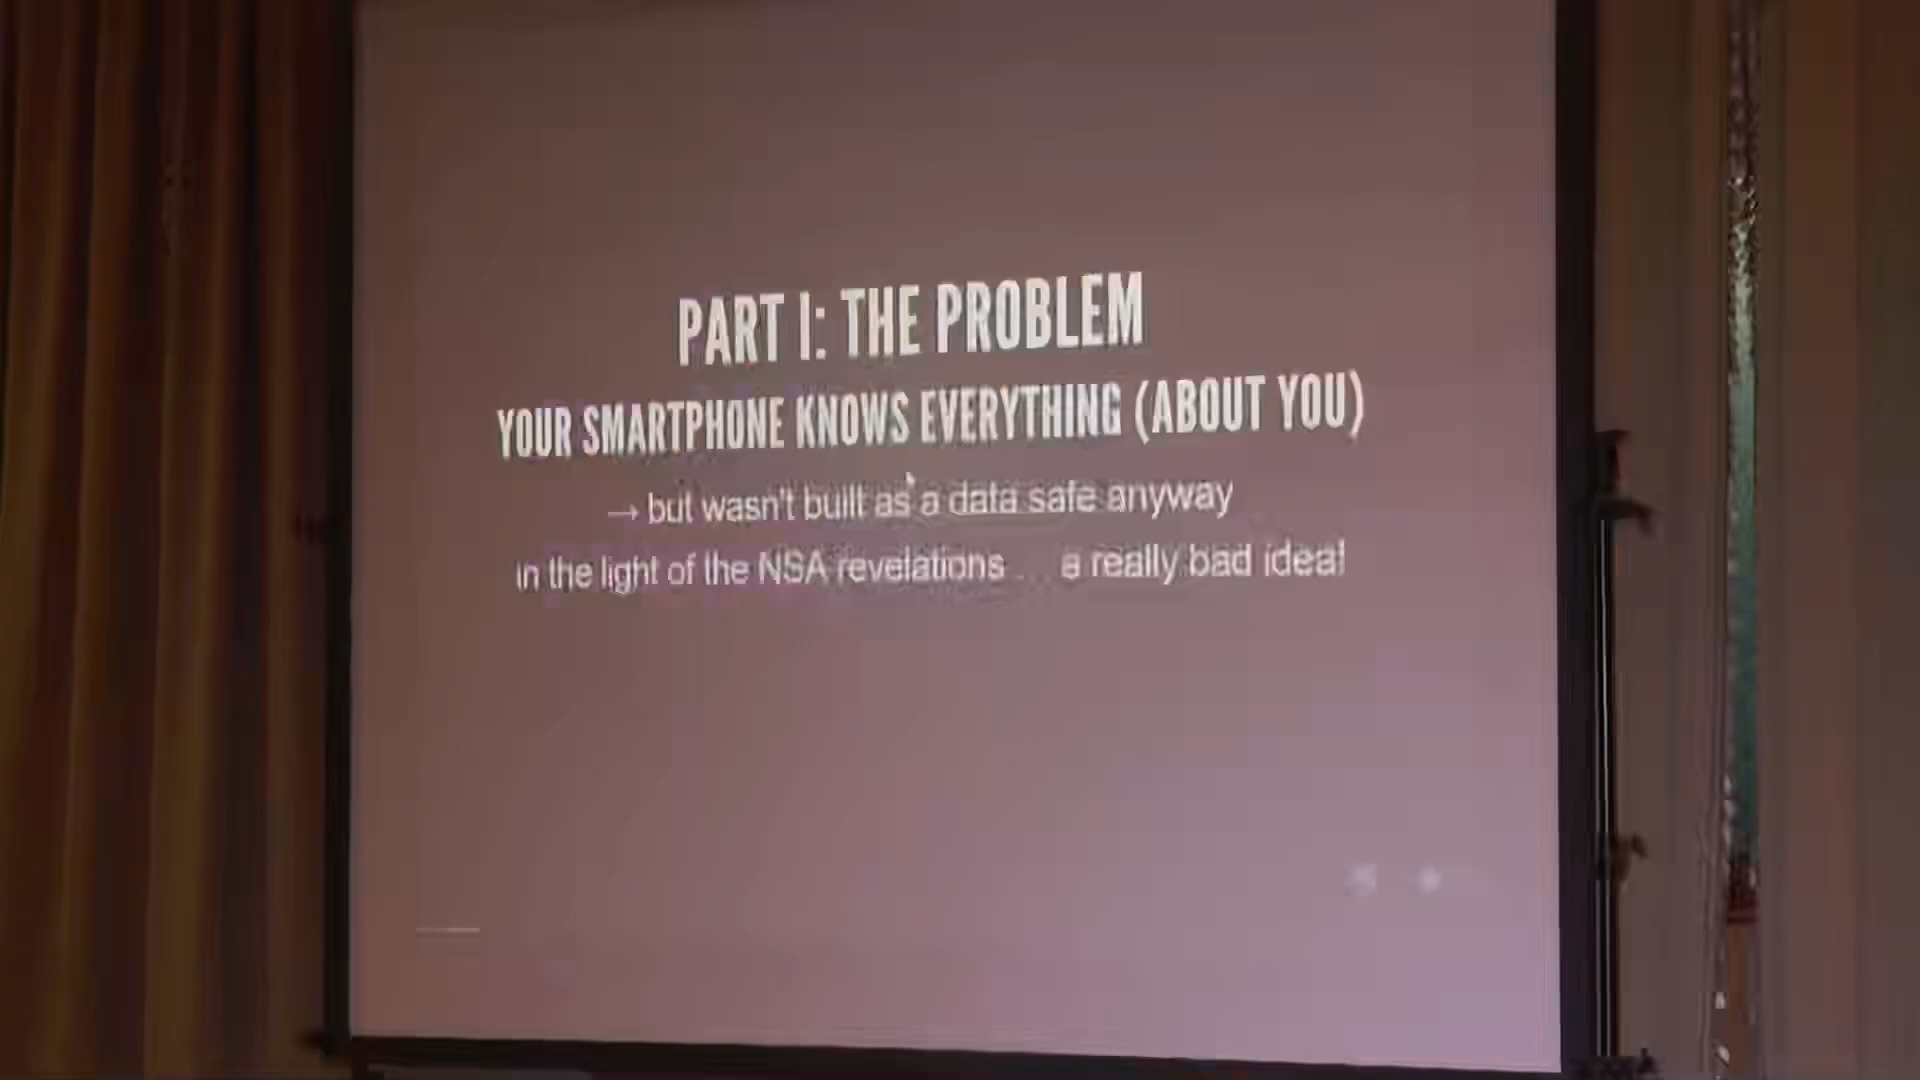 PART I: THE PROBLEM
YOUR SMARTPHONE KNOWS EVERYTHING (ABOUT YOU)
→ but wasn't built as a data safe anyway
in the light of the NSA revelations ... a really bad idea!